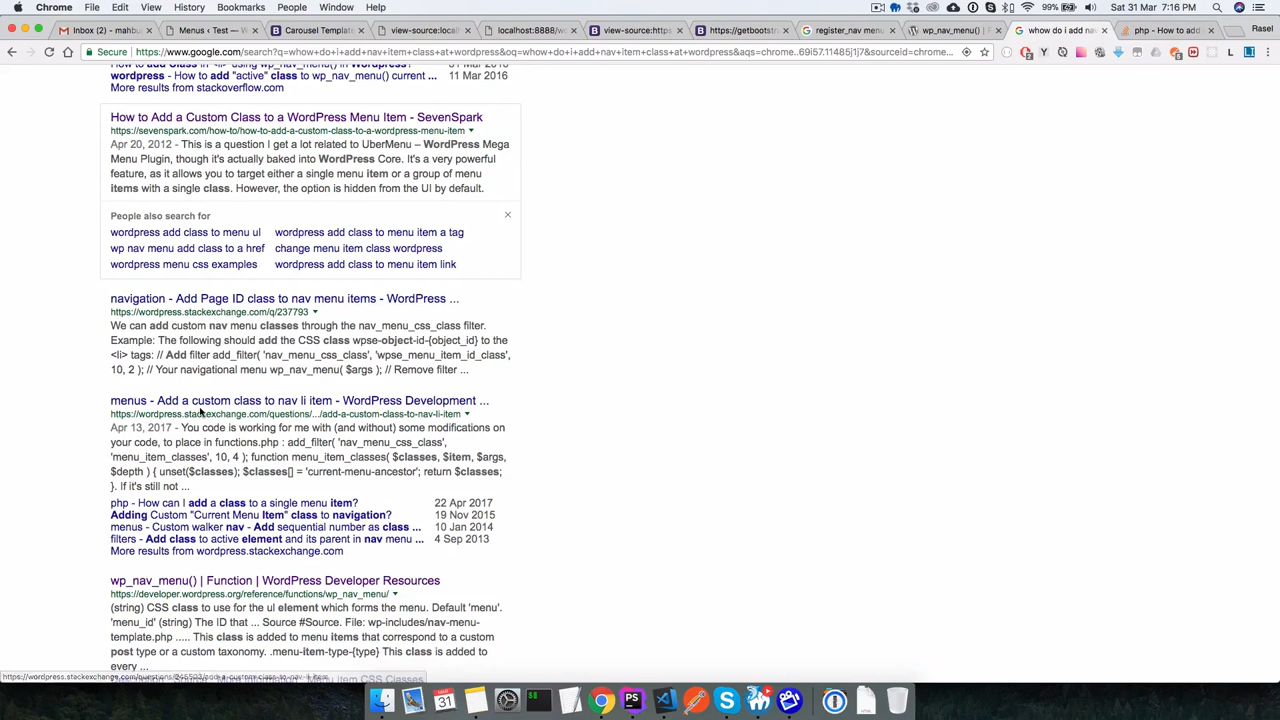 Chrome File Edit View History Bookmarks People Window Help 99% Sat 31 Mar 7:16 PM
Inbox (2) - mahbu
Menus ‹ Test — W
Carousel Templat
view-source:local
localhost:8888/wo
view-source:https
https://getbootstr
register_nav menu
wp_nav_menu() |
whow do i add nav
php - How to add
Rasel
Secure https://www.google.com/search?q=whow+do+i+add+nav+item+class+at+wordpress&oq=whow+do+i+add+nav+item+class+at+wordpress&aqs=chrome..69i57.11485j1j7&sourceid=chrome...
wordpress - How to add "active" class to wp_nav_menu() current ... 11 Mar 2016
More results from stackoverflow.com
How to Add a Custom Class to a WordPress Menu Item - SevenSpark
https://sevenspark.com/how-to/how-to-add-a-custom-class-to-a-wordpress-menu-item
Apr 20, 2012 - This is a question I get a lot related to UberMenu – WordPress Mega
Menu Plugin, though it's actually baked into WordPress Core. It's a very powerful
feature, as it allows you to target either a single menu item or a group of menu
items with a single class. However, the option is hidden from the UI by default.
People also search for
wordpress add class to menu ul wordpress add class to menu item a tag
wp nav menu add class to a href change menu item class wordpress
wordpress menu css examples wordpress add class to menu item link
navigation - Add Page ID class to nav menu items - WordPress ...
https://wordpress.stackexchange.com/q/237793
We can add custom nav menu classes through the nav_menu_css_class filter.
Example: The following should add the CSS class wpse-object-id-{object_id} to the
<li> tags: // Add filter add_filter( 'nav_menu_css_class', 'wpse_menu_item_id_class',
10, 2 ); // Your navigational menu wp_nav_menu( $args ); // Remove filter ...
menus - Add a custom class to nav li item - WordPress Development ...
https://wordpress.stackexchange.com/questions/.../add-a-custom-class-to-nav-li-item
Apr 13, 2017 - You code is working for me with (and without) some modifications on
your code, to place in functions.php : add_filter( 'nav_menu_css_class',
'menu_item_classes', 10, 4 ); function menu_item_classes( $classes, $item, $args,
$depth ) { unset($classes); $classes[] = 'current-menu-ancestor'; return $classes;
}. If it's still not ...
php - How can I add a class to a single menu item? 22 Apr 2017
Adding Custom "Current Menu Item" class to navigation? 19 Nov 2015
menus - Custom walker nav - Add sequential number as class ... 10 Jan 2014
filters - Add class to active element and its parent in nav menu ... 4 Sep 2013
More results from wordpress.stackexchange.com
wp_nav_menu() | Function | WordPress Developer Resources
https://developer.wordpress.org/reference/functions/wp_nav_menu/
(string) CSS class to use for the ul element which forms the menu. Default 'menu'.
'menu_id' (string) The ID that ... Source #Source. File: wp-includes/nav-menu-
template.php ..... This class is added to menu items that correspond to a custom
post type or a custom taxonomy. .menu-item-type-{type} This class is added to
every ...